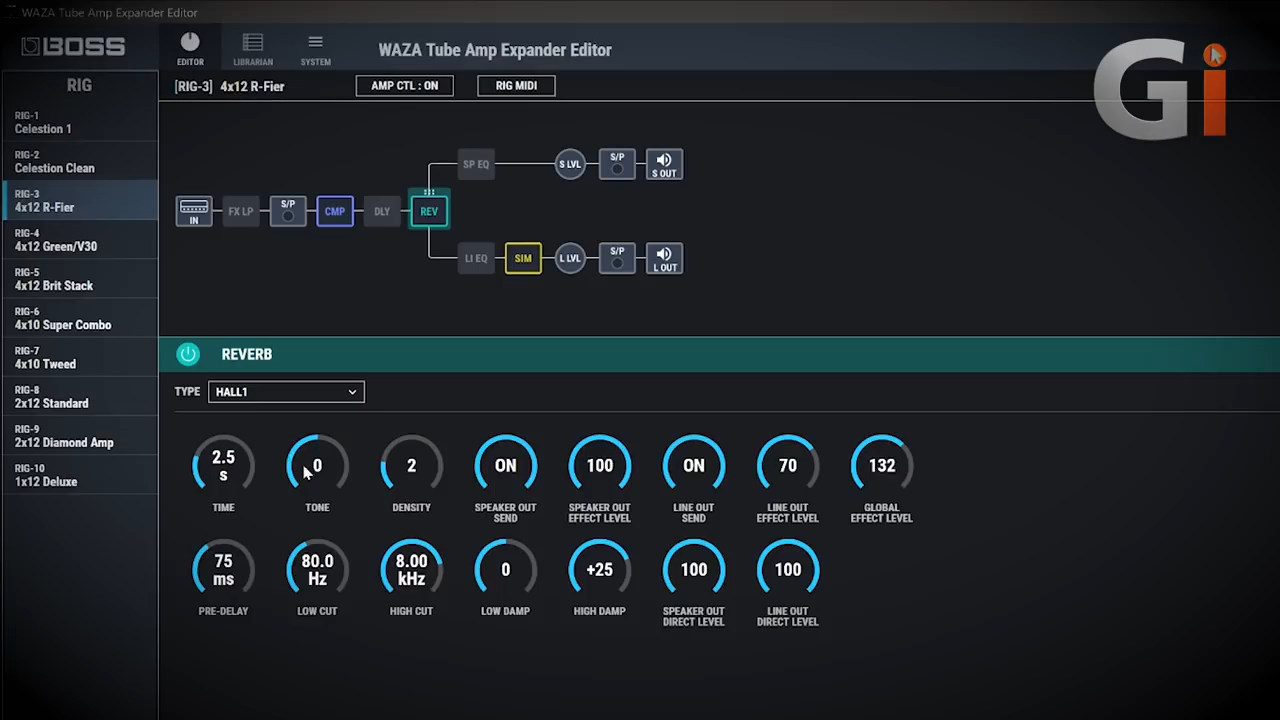 WAZA Tube Amp Expander Editor
BOSS
EDITOR
LIBRARIAN
SYSTEM
WAZA Tube Amp Expander Editor
Gi
RIG
[RIG-3] 4x12 R-Fier
AMP CTL : ON
RIG MIDI
RIG-1
Celestion 1
RIG-2
Celestion Clean
RIG-3
4x12 R-Fier
RIG-4
4x12 Green/V30
RIG-5
4x12 Brit Stack
RIG-6
4x10 Super Combo
RIG-7
4x10 Tweed
RIG-8
2x12 Standard
RIG-9
2x12 Diamond Amp
RIG-10
1x12 Deluxe
SP EQ
S LVL
S/P
S OUT
IN
FX LP
S/P
CMP
DLY
REV
LI EQ
SIM
L LVL
S/P
L OUT
REVERB
TYPE
HALL1
2.5
s
0
2
ON
100
ON
70
132
TIME
TONE
DENSITY
SPEAKER OUT
SEND
SPEAKER OUT
EFFECT LEVEL
LINE OUT
SEND
LINE OUT
EFFECT LEVEL
GLOBAL
EFFECT LEVEL
75
ms
80.0
Hz
8.00
kHz
0
+25
100
100
PRE-DELAY
LOW CUT
HIGH CUT
LOW DAMP
HIGH DAMP
SPEAKER OUT
DIRECT LEVEL
LINE OUT
DIRECT LEVEL